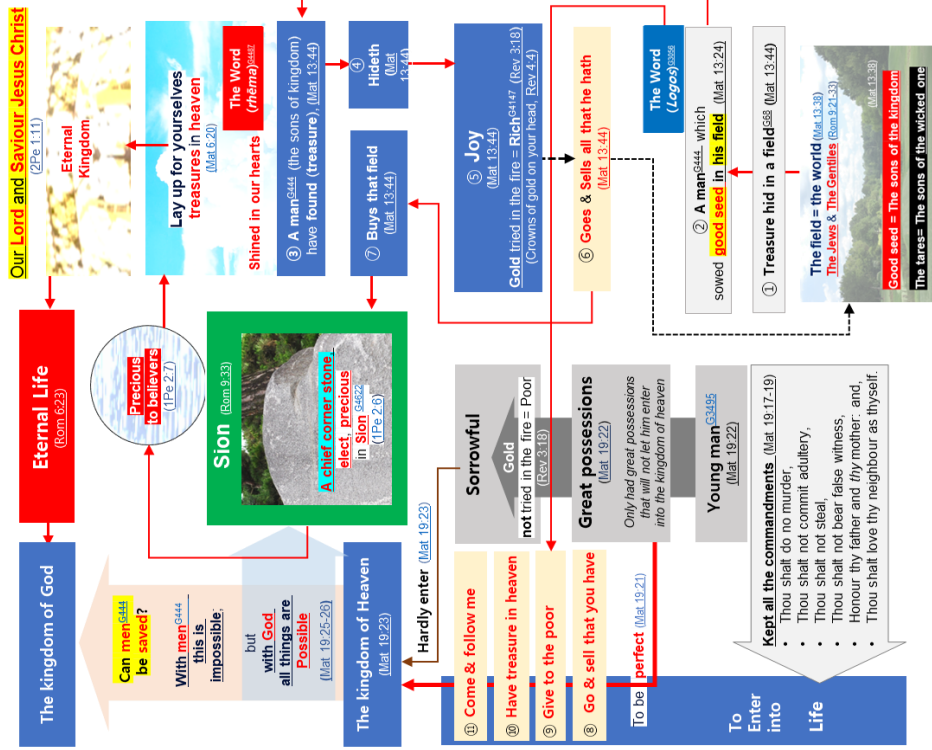 The kingdom of God
Can menG444
be saved?
With menG444
this is
impossible;
but
with God
all things are
Possible
(Mat 19:25-26)
The kingdom of Heaven
(Mat 19:23)
Eternal Life
(Rom 6:23)
Precious
to believers
(1Pe 2.7)
Sion (Rom 9:33)
A chief corner stone,
elect, precious
in Sion G4622
(1Pe 2.6)
Our Lord and Saviour Jesus Christ
(2Pe 1:11)
Eternal
Kingdom
Lay up for yourselves
treasures in heaven
(Mat 6.20)
The Word
(rhēma)G4487
Shined in our hearts
③ A manG444 (the sons of kingdom)
have found (treasure) (Mat 13:44)
④
Hideth
(Mat
13:44)
⑦ Buys that field
(Mat 13:44)
⑤ Joy
(Mat 13:44)
Gold tried in the fire = RichG4147 (Rev 3:18)
(Crowns of gold on your head, Rev 4:4)
⑥ Goes & Sells all that he hath
(Mat 13:44)
The Word
(Logos)G3056
② A manG444 which
sowed good seed in his field (Mat 13:24)
① Treasure hid in a fieldG68 (Mat 13:44)
The field = the world(Mat 13.38)
The Jews & The Gentiles (Rom 9.21-33)
(Mat 13.38)
Good seed = The sons of the kingdom
The tares= The sons of the wicked one
Hardly enter (Mat 19:23)
Sorrowful
Gold
not tried in the fire = Poor
(Rev 3:18)
Great possessions
(Mat 19:22)
Only had great possessions
that will not let him enter
into the kingdom of heaven
Young manG3495
(Mat 19:22)
⑪ Come & follow me
⑩ Have treasure in heaven
⑨ Give to the poor
⑧ Go & sell that you have
To be perfect (Mat 19:21)
To
Enter
into
Life
Kept all the commandments (Mat 19:17-19)
• Thou shalt do no murder,
• Thou shalt not commit adultery,
• Thou shalt not steal,
• Thou shalt not bear false witness,
• Honour thy father and thy mother: and,
• Thou shalt love thy neighbour as thyself.